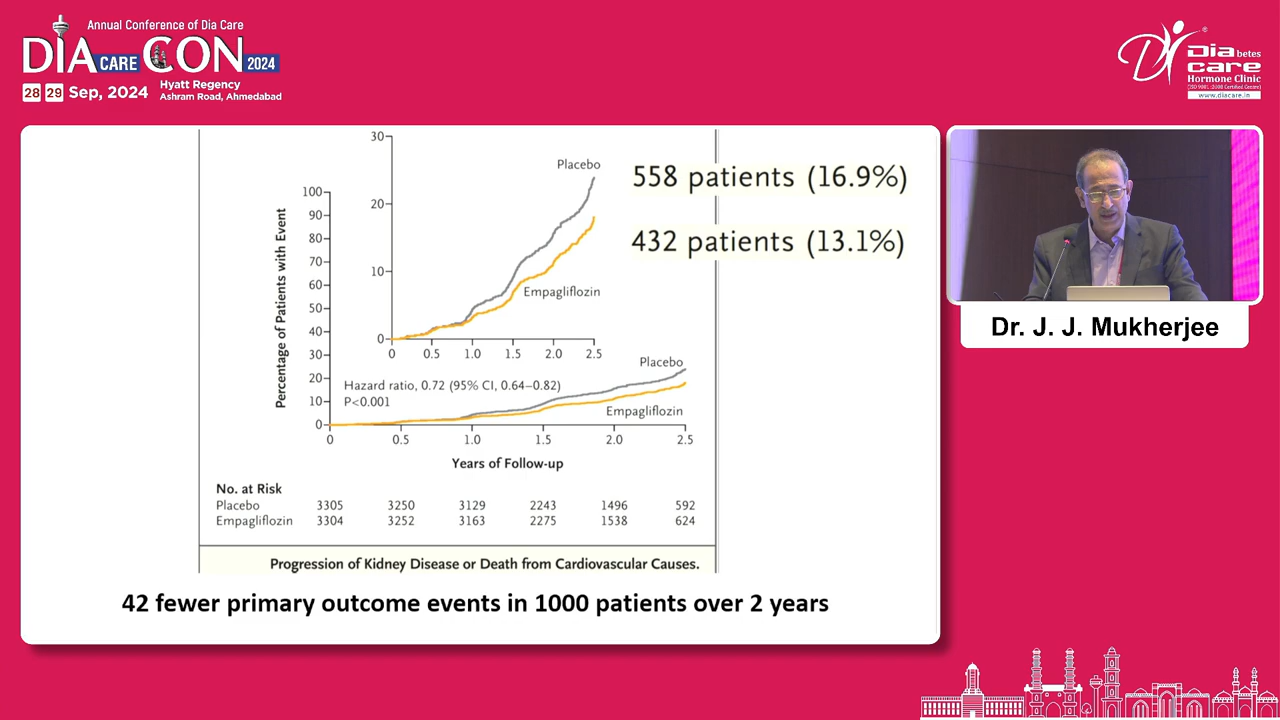 Annual Conference of Dia Care
DIA CARE CON 2024
28 29 Sep, 2024
Hyatt Regency
Ashram Road, Ahmedabad
Dia betes
care
Hormone Clinic
(ISO 9001 : 2008 Certified Centre)
www.diacare.in
30
20
10
0
0 0.5 1.0 1.5 2.0 2.5
Placebo
Empagliflozin
558 patients (16.9%)
432 patients (13.1%)
Percentage of Patients with Event
100
90
80
70
60
50
40
30
20
10
0
Placebo
Hazard ratio, 0.72 (95% CI, 0.64–0.82)
P<0.001
Empagliflozin
0 0.5 1.0 1.5 2.0 2.5
Years of Follow-up
No. at Risk
Placebo 3305 3250 3129 2243 1496 592
Empagliflozin 3304 3252 3163 2275 1538 624
Progression of Kidney Disease or Death from Cardiovascular Causes.
42 fewer primary outcome events in 1000 patients over 2 years
Dr. J. J. Mukherjee